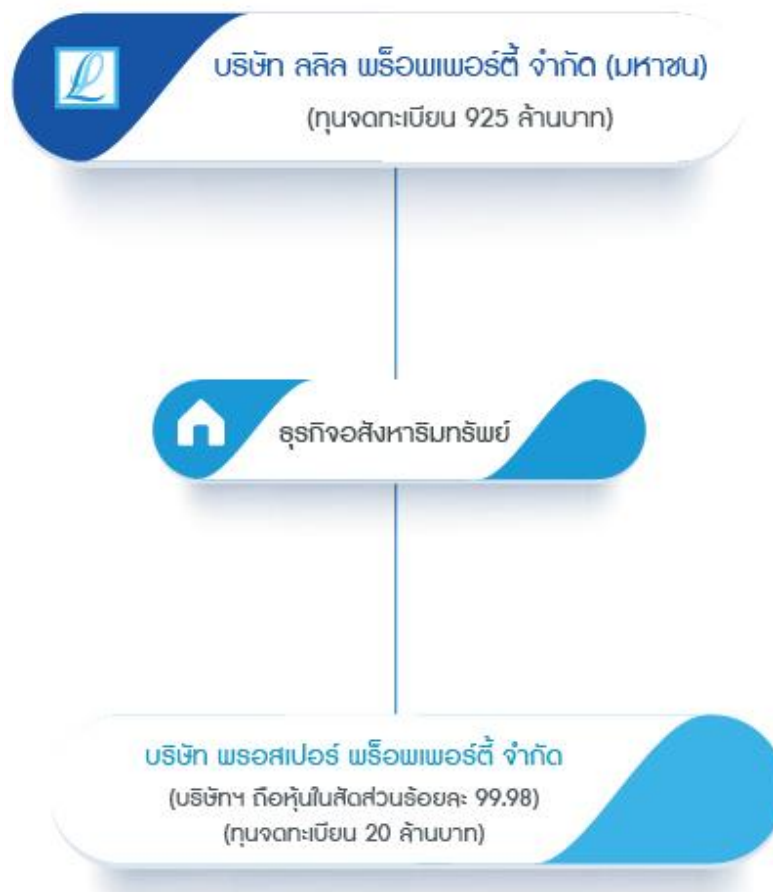 L
บริษัท ลลิล พร็อพเพอร์ตี้ จำกัด (มหาชน)
(ทุนจดทะเบียน 925 ล้านบาท)
ธุรกิจอสังหาริมทรัพย์
บริษัท พรอสเปอร์ พร็อพเพอร์ตี้ จำกัด
(บริษัทฯ ถือหุ้นในสัดส่วนร้อยละ 99.98)
(ทุนจดทะเบียน 20 ล้านบาท)